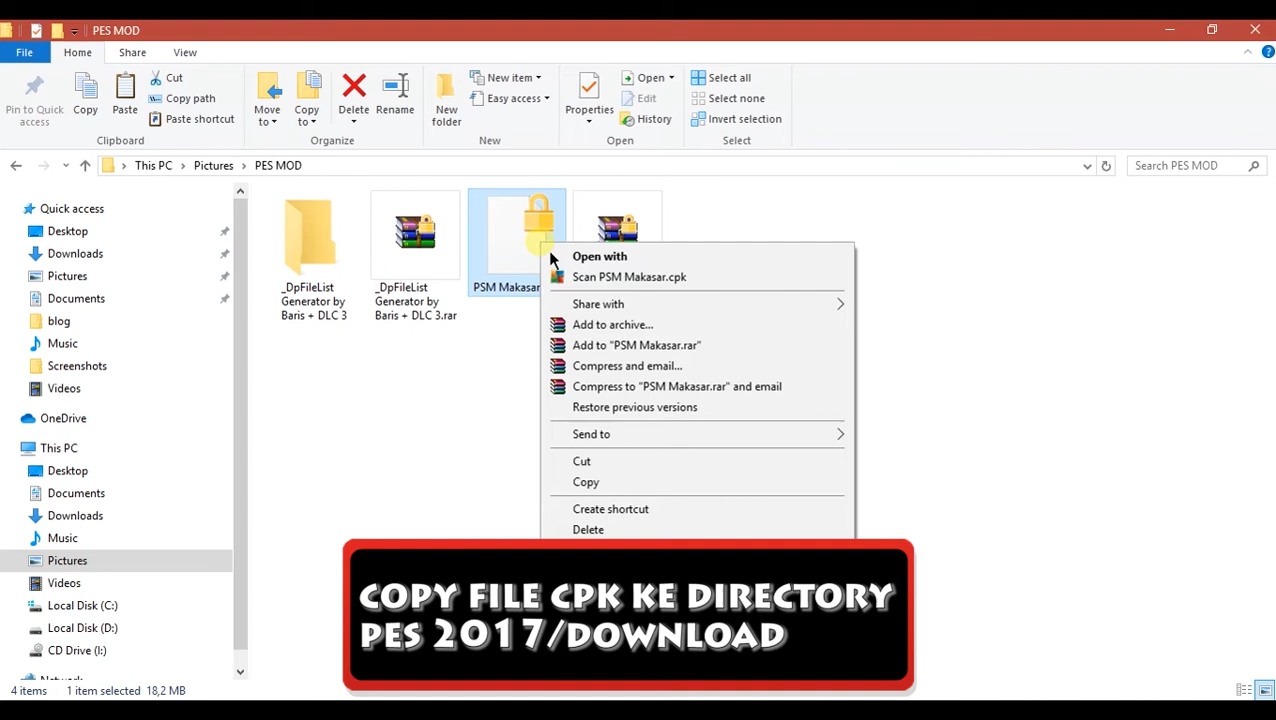 PES MOD
File
Home
Share
View
Pin to Quick
access
Copy
Paste
Cut
Copy path
Paste shortcut
Clipboard
Move
to
Copy
to
Delete
Rename
Organize
New
folder
New item
Easy access
New
Properties
Open
Edit
History
Open
Select all
Select none
Invert selection
Select
This PC
Pictures
PES MOD
Search PES MOD
Quick access
Desktop
Downloads
Pictures
Documents
blog
Music
Screenshots
Videos
OneDrive
This PC
Desktop
Documents
Downloads
Music
Pictures
Videos
Local Disk (C:)
Local Disk (D:)
CD Drive (I:)
_DpFileList
Generator by
Baris + DLC 3
_DpFileList
Generator by
Baris + DLC 3.rar
PSM Makasar
Open with
Scan PSM Makasar.cpk
Share with
Add to archive...
Add to "PSM Makasar.rar"
Compress and email...
Compress to "PSM Makasar.rar" and email
Restore previous versions
Send to
Cut
Copy
Create shortcut
Delete
COPY FILE CPK KE DIRECTORY
PES 2017/DOWNLOAD
4 items
1 item selected 18,2 MB